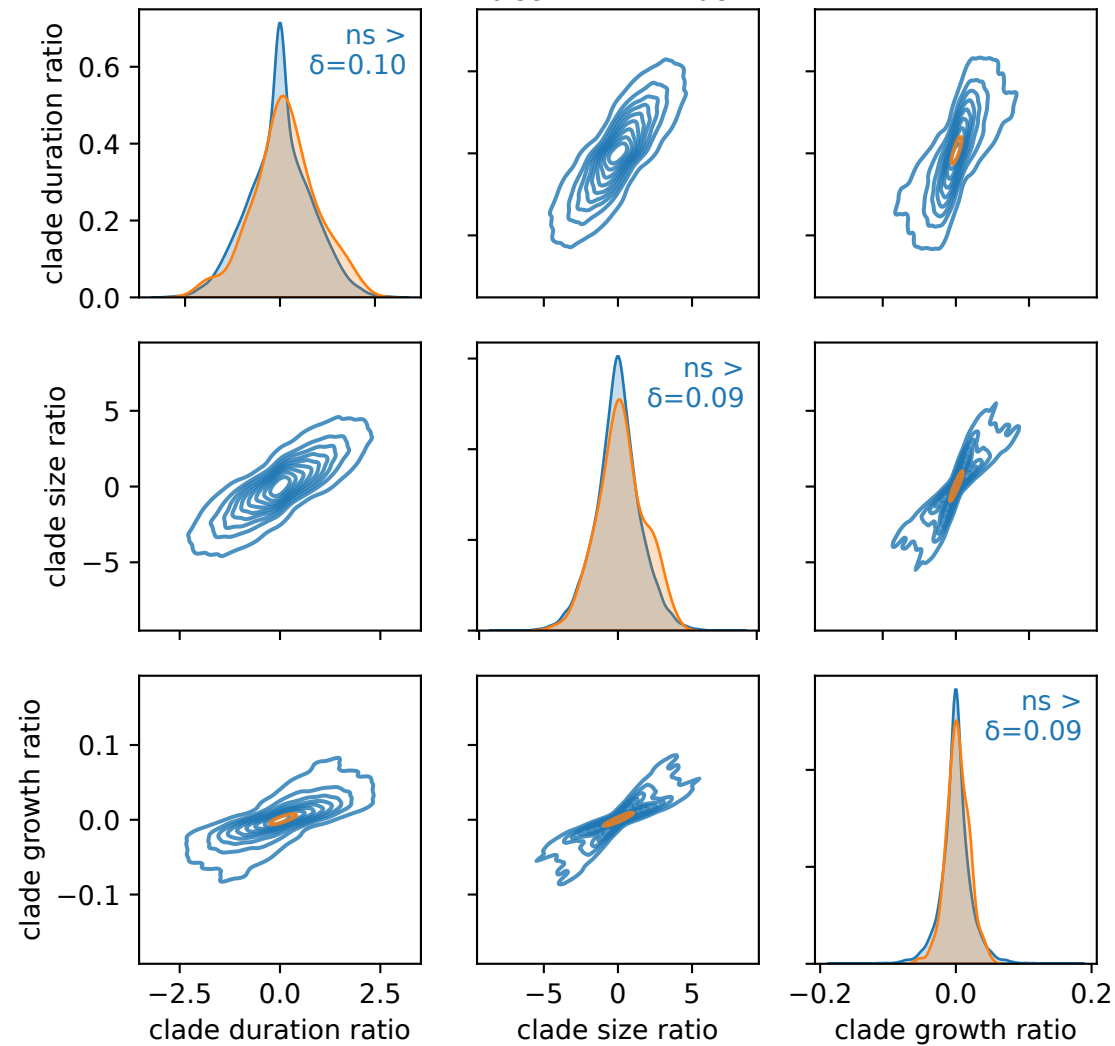 clade duration ratio
0.6
0.4
0.2
0.0
ns >
δ=0.10
clade size ratio
5
0
−5
ns >
δ=0.09
clade growth ratio
0.1
0.0
−0.1
ns >
δ=0.09
−2.5 0.0 2.5
−5 0 5
−0.2 0.0 0.2
clade duration ratio
clade size ratio
clade growth ratio